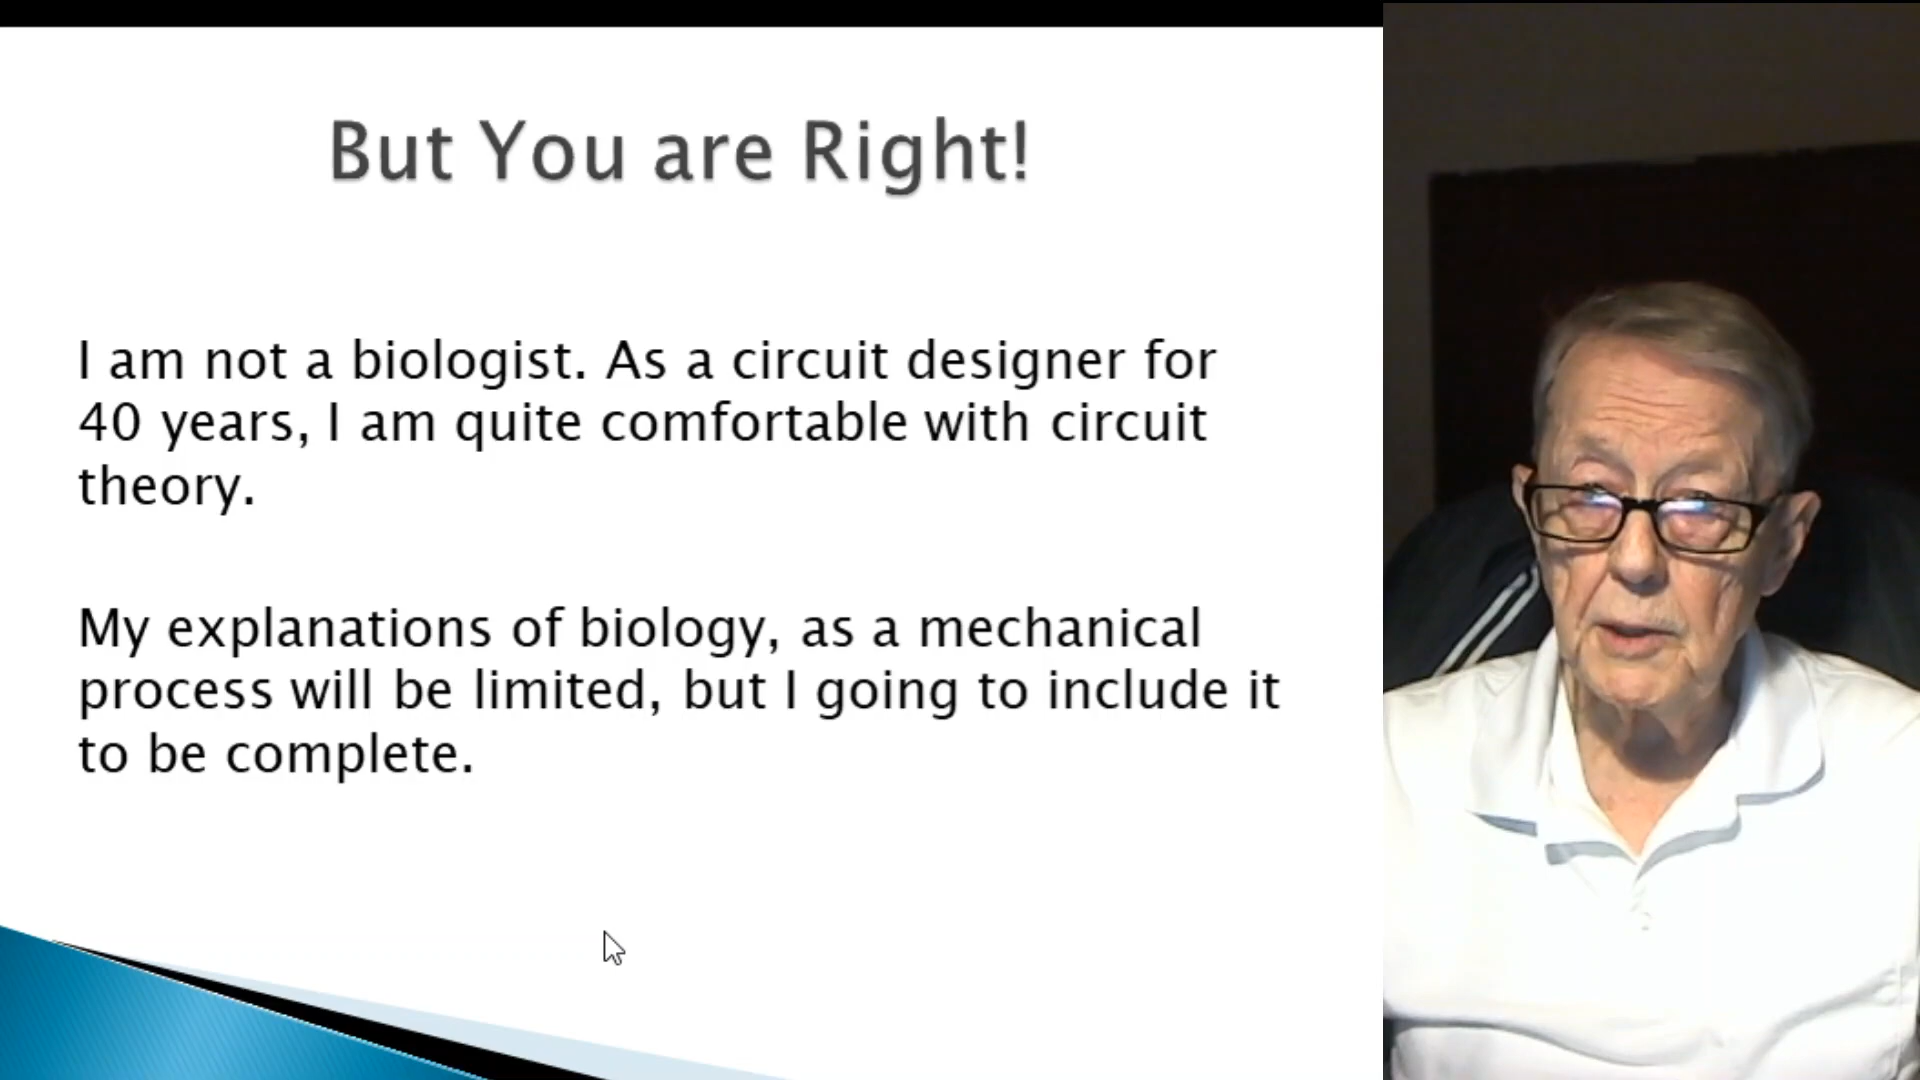 But You are Right!
I am not a biologist. As a circuit designer for
40 years, I am quite comfortable with circuit
theory.
My explanations of biology, as a mechanical
process will be limited, but I going to include it
to be complete.